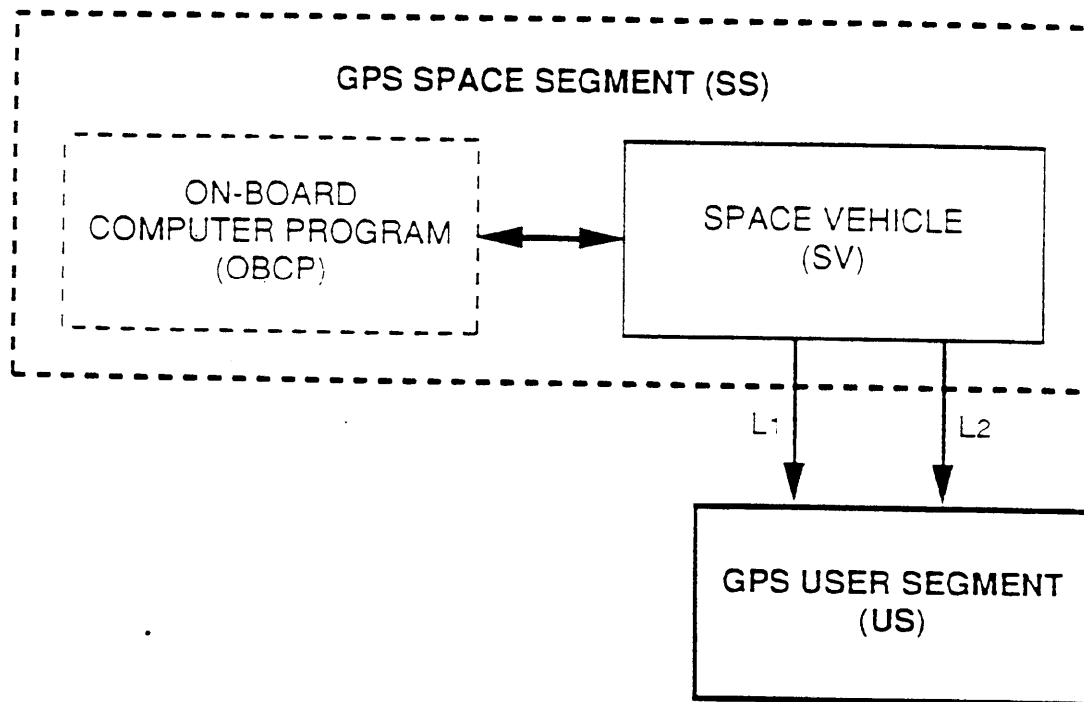 GPS SPACE SEGMENT (SS)
ON-BOARD
COMPUTER PROGRAM
(OBCP)
SPACE VEHICLE
(SV)
L1
L2
GPS USER SEGMENT
(US)